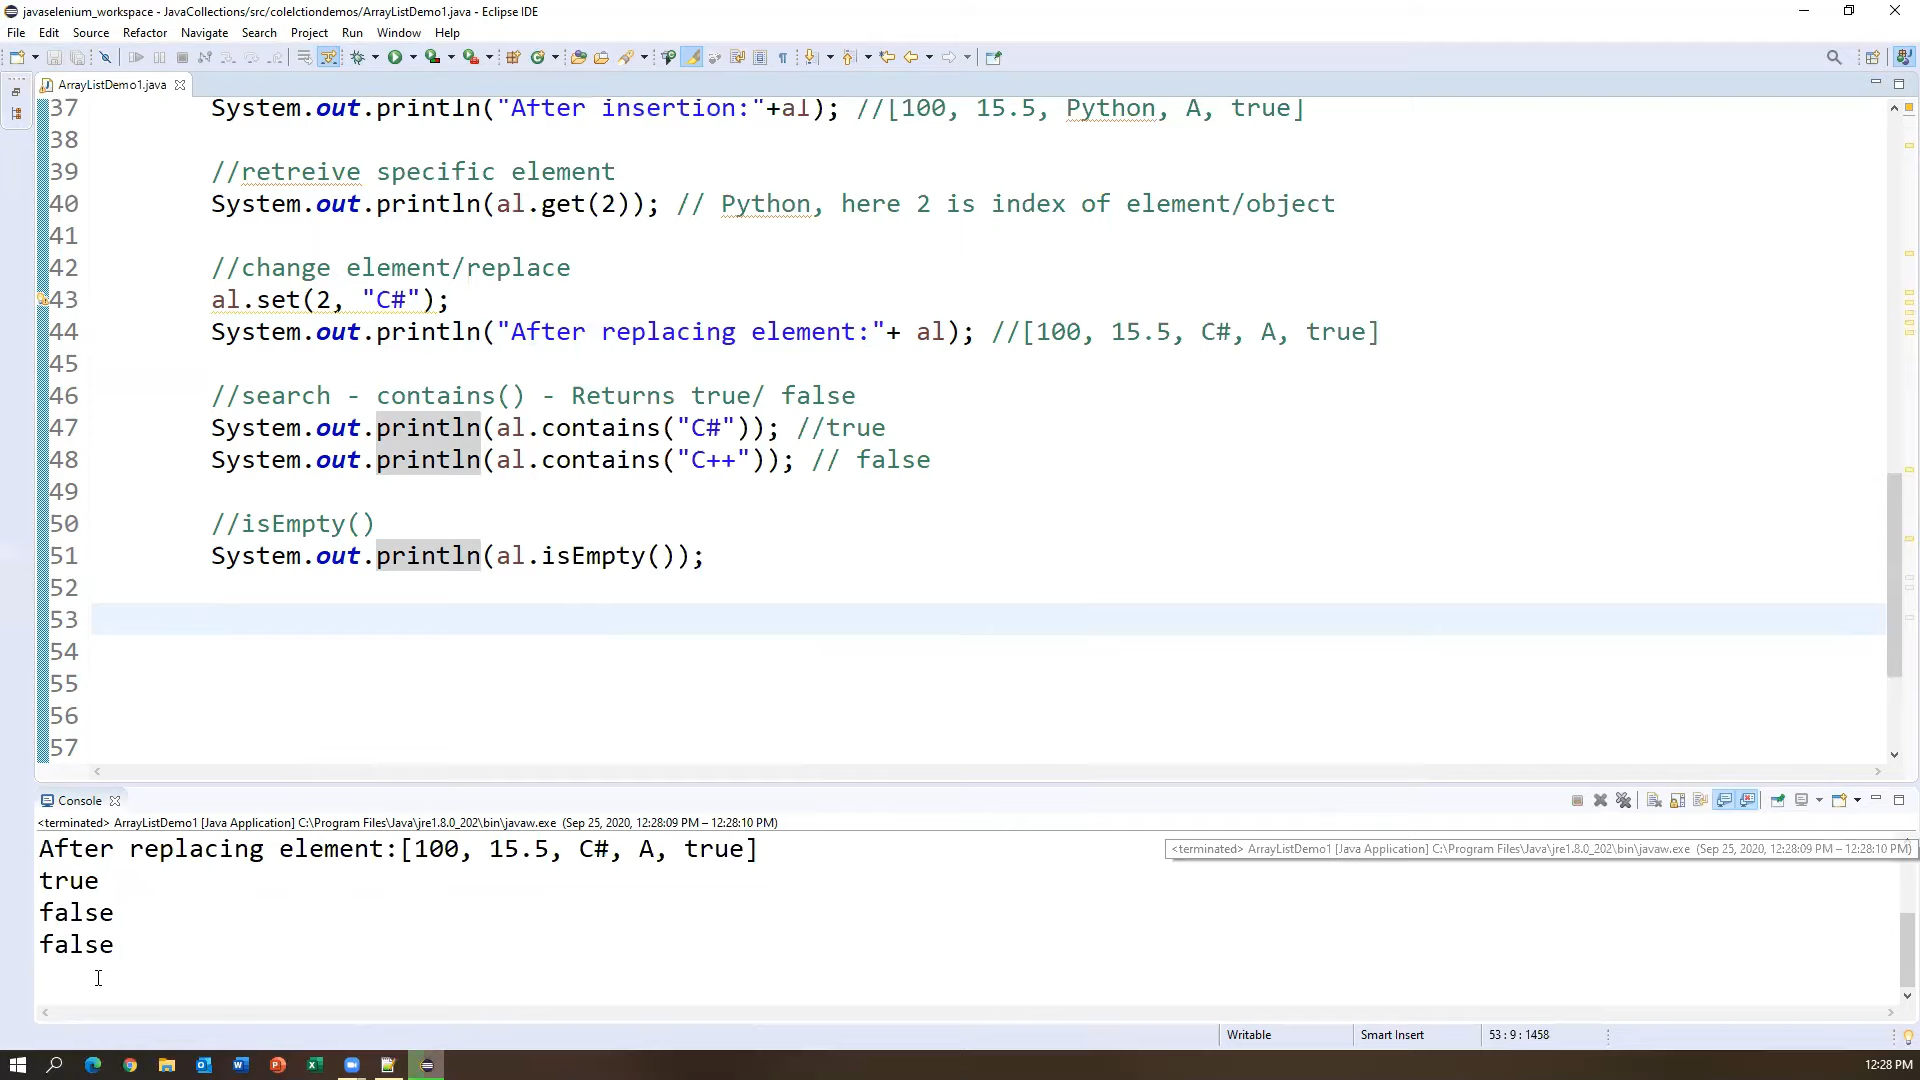 javaselenium_workspace - JavaCollections/src/colelctiondemos/ArrayListDemo1.java - Eclipse IDE
File Edit Source Refactor Navigate Search Project Run Window Help
ArrayListDemo1.java
37 System.out.println("After insertion:"+al); //[100, 15.5, Python, A, true]
38
39 //retreive specific element
40 System.out.println(al.get(2)); // Python, here 2 is index of element/object
41
42 //change element/replace
43 al.set(2, "C#");
44 System.out.println("After replacing element:"+ al); //[100, 15.5, C#, A, true]
45
46 //search - contains() - Returns true/ false
47 System.out.println(al.contains("C#")); //true
48 System.out.println(al.contains("C++")); // false
49
50 //isEmpty()
51 System.out.println(al.isEmpty());
52
53
54
55
56
57
Console
<terminated> ArrayListDemo1 [Java Application] C:\Program Files\Java\jre1.8.0_202\bin\javaw.exe (Sep 25, 2020, 12:28:09 PM – 12:28:10 PM)
After replacing element:[100, 15.5, C#, A, true]
<terminated> ArrayListDemo1 [Java Application] C:\Program Files\Java\jre1.8.0_202\bin\javaw.exe (Sep 25, 2020, 12:28:09 PM – 12:28:10 PM)
true
false
false
Writable Smart Insert 53 : 9 : 1458
12:28 PM